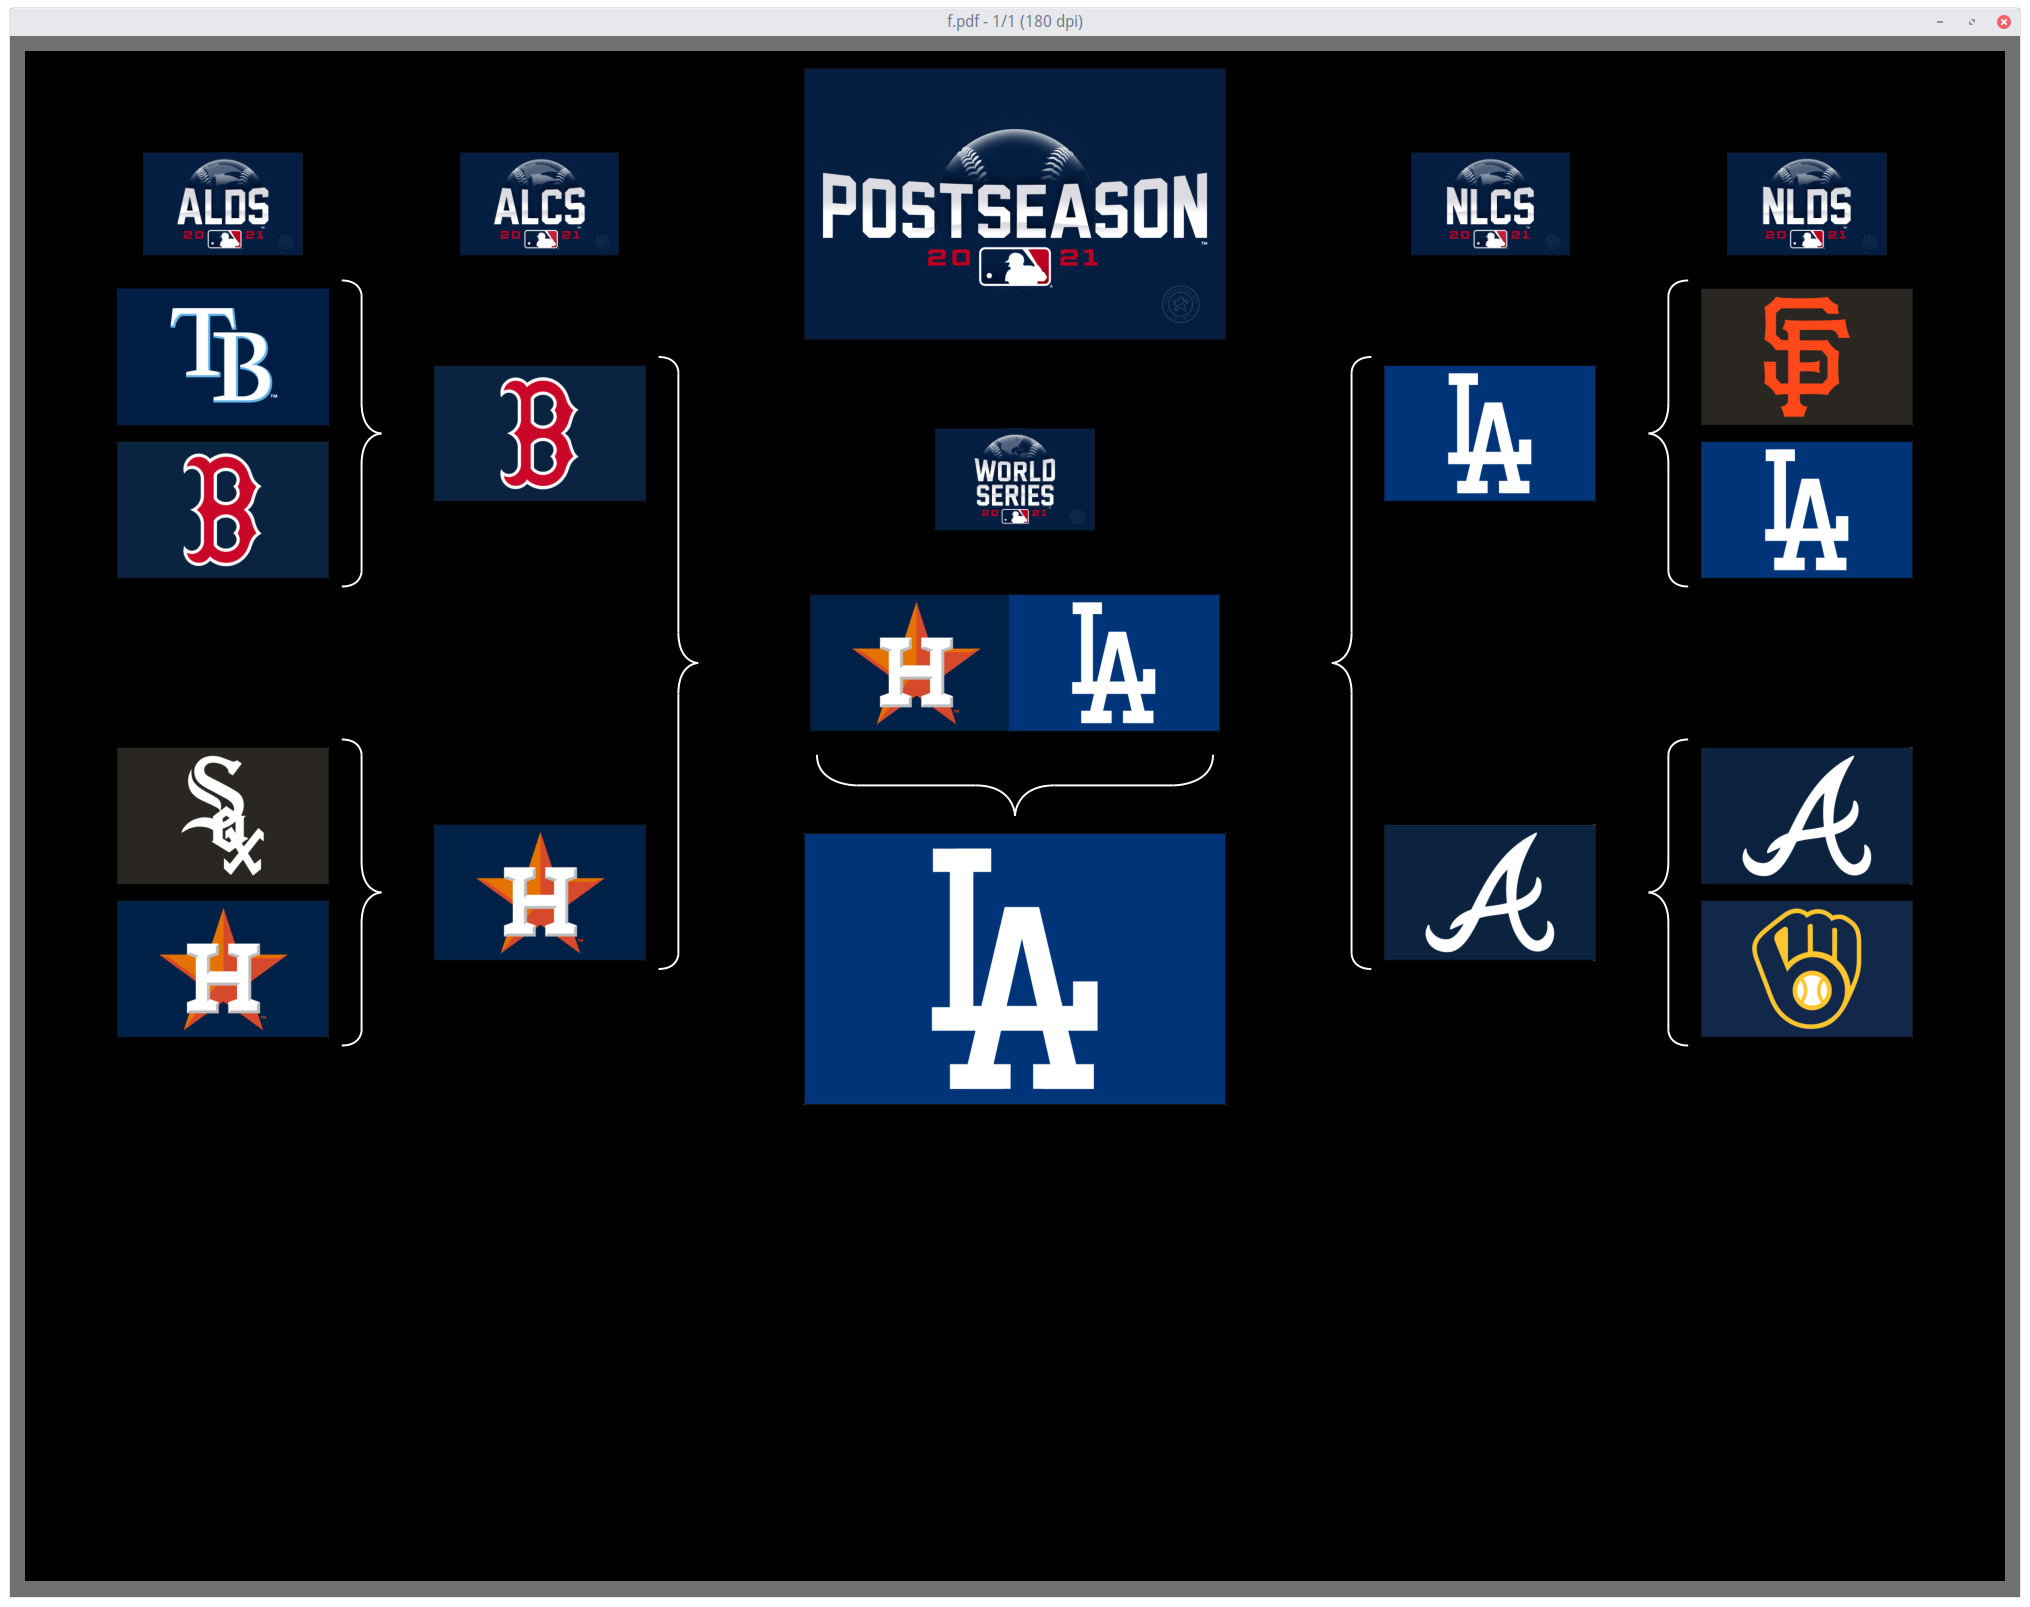 f.pdf - 1/1 (180 dpi)
POSTSEASON
20 21
ALDS
20 21
ALCS
20 21
NLCS
20 21
NLDS
20 21
TB
B
B
WORLD
SERIES
20 21
LA
SF
LA
H
LA
Sox
H
H
LA
A
A